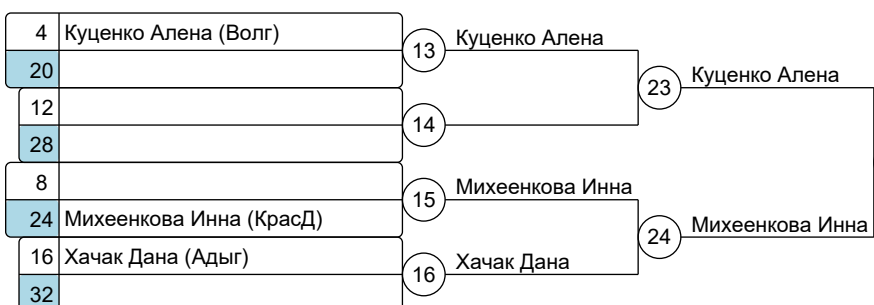 4 Куценко Алена (Волг)
20
12
28
8
24 Михеенкова Инна (КрасД)
16 Хачак Дана (Адыг)
32
13 Куценко Алена
14
15 Михеенкова Инна
16 Хачак Дана
23 Куценко Алена
24 Михеенкова Инна